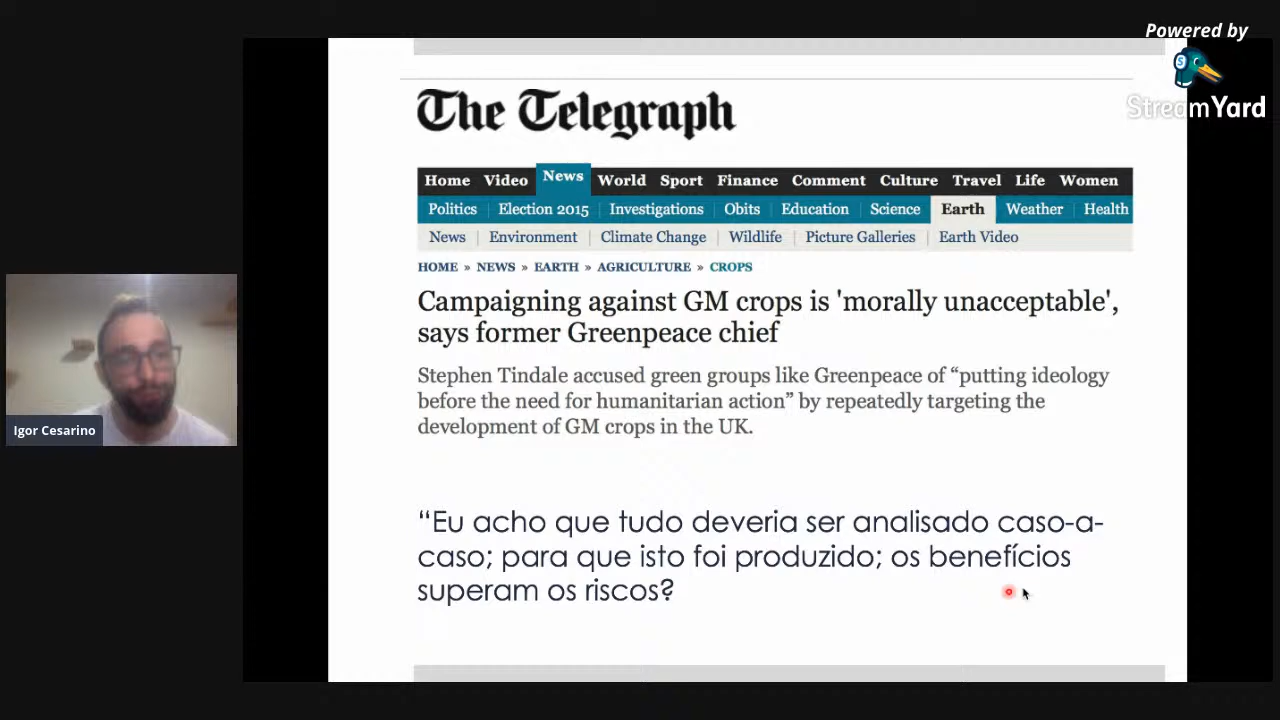 Powered by
StreamYard
The Telegraph
Home Video News World Sport Finance Comment Culture Travel Life Women
Politics Election 2015 Investigations Obits Education Science Earth Weather Health
News Environment Climate Change Wildlife Picture Galleries Earth Video
HOME » NEWS » EARTH » AGRICULTURE » CROPS
Campaigning against GM crops is 'morally unacceptable',
says former Greenpeace chief
Stephen Tindale accused green groups like Greenpeace of “putting ideology
before the need for humanitarian action” by repeatedly targeting the
development of GM crops in the UK.
Igor Cesarino
“Eu acho que tudo deveria ser analisado caso-a-
caso; para que isto foi produzido; os benefícios
superam os riscos?